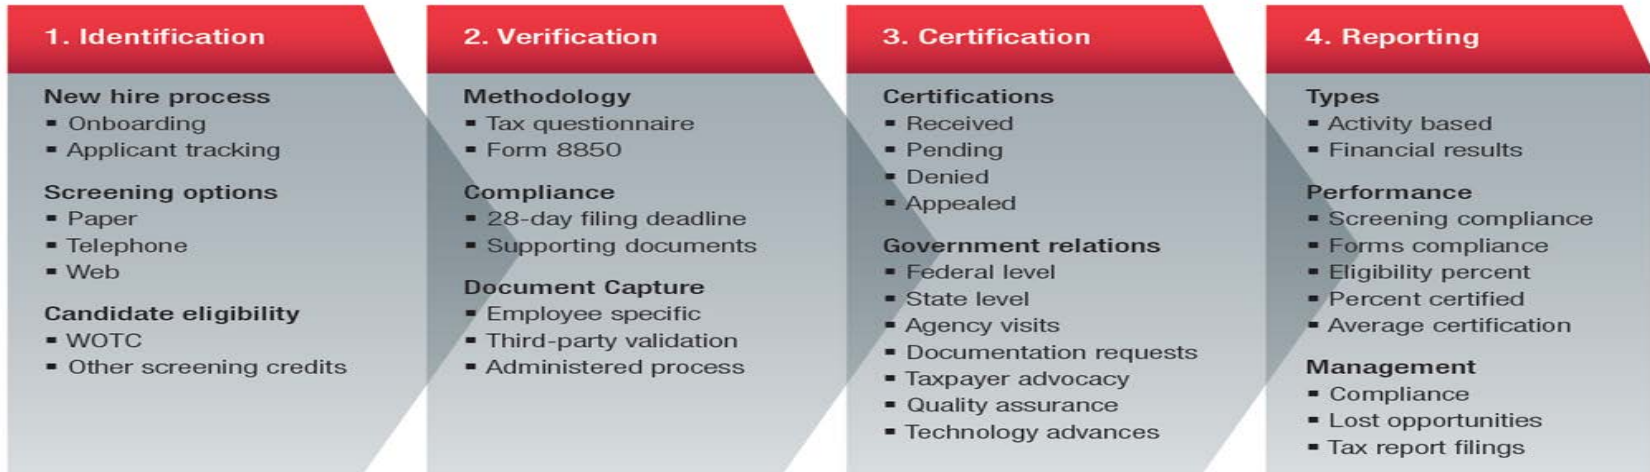 1. Identification
New hire process
▪ Onboarding
▪ Applicant tracking
Screening options
▪ Paper
▪ Telephone
▪ Web
Candidate eligibility
▪ WOTC
▪ Other screening credits
2. Verification
Methodology
▪ Tax questionnaire
▪ Form 8850
Compliance
▪ 28-day filing deadline
▪ Supporting documents
Document Capture
▪ Employee specific
▪ Third-party validation
▪ Administered process
3. Certification
Certifications
▪ Received
▪ Pending
▪ Denied
▪ Appealed
Government relations
▪ Federal level
▪ State level
▪ Agency visits
▪ Documentation requests
▪ Taxpayer advocacy
▪ Quality assurance
▪ Technology advances
4. Reporting
Types
▪ Activity based
▪ Financial results
Performance
▪ Screening compliance
▪ Forms compliance
▪ Eligibility percent
▪ Percent certified
▪ Average certification
Management
▪ Compliance
▪ Lost opportunities
▪ Tax report filings